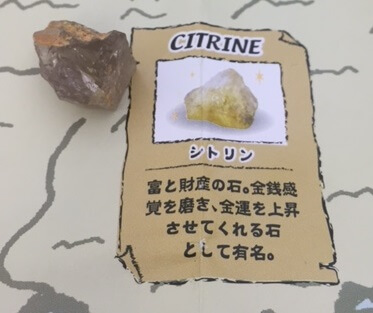 CITRINE
シトリン
富と財産の石。金銭感
覚を磨き、金運を上昇
させてくれる石
として有名。